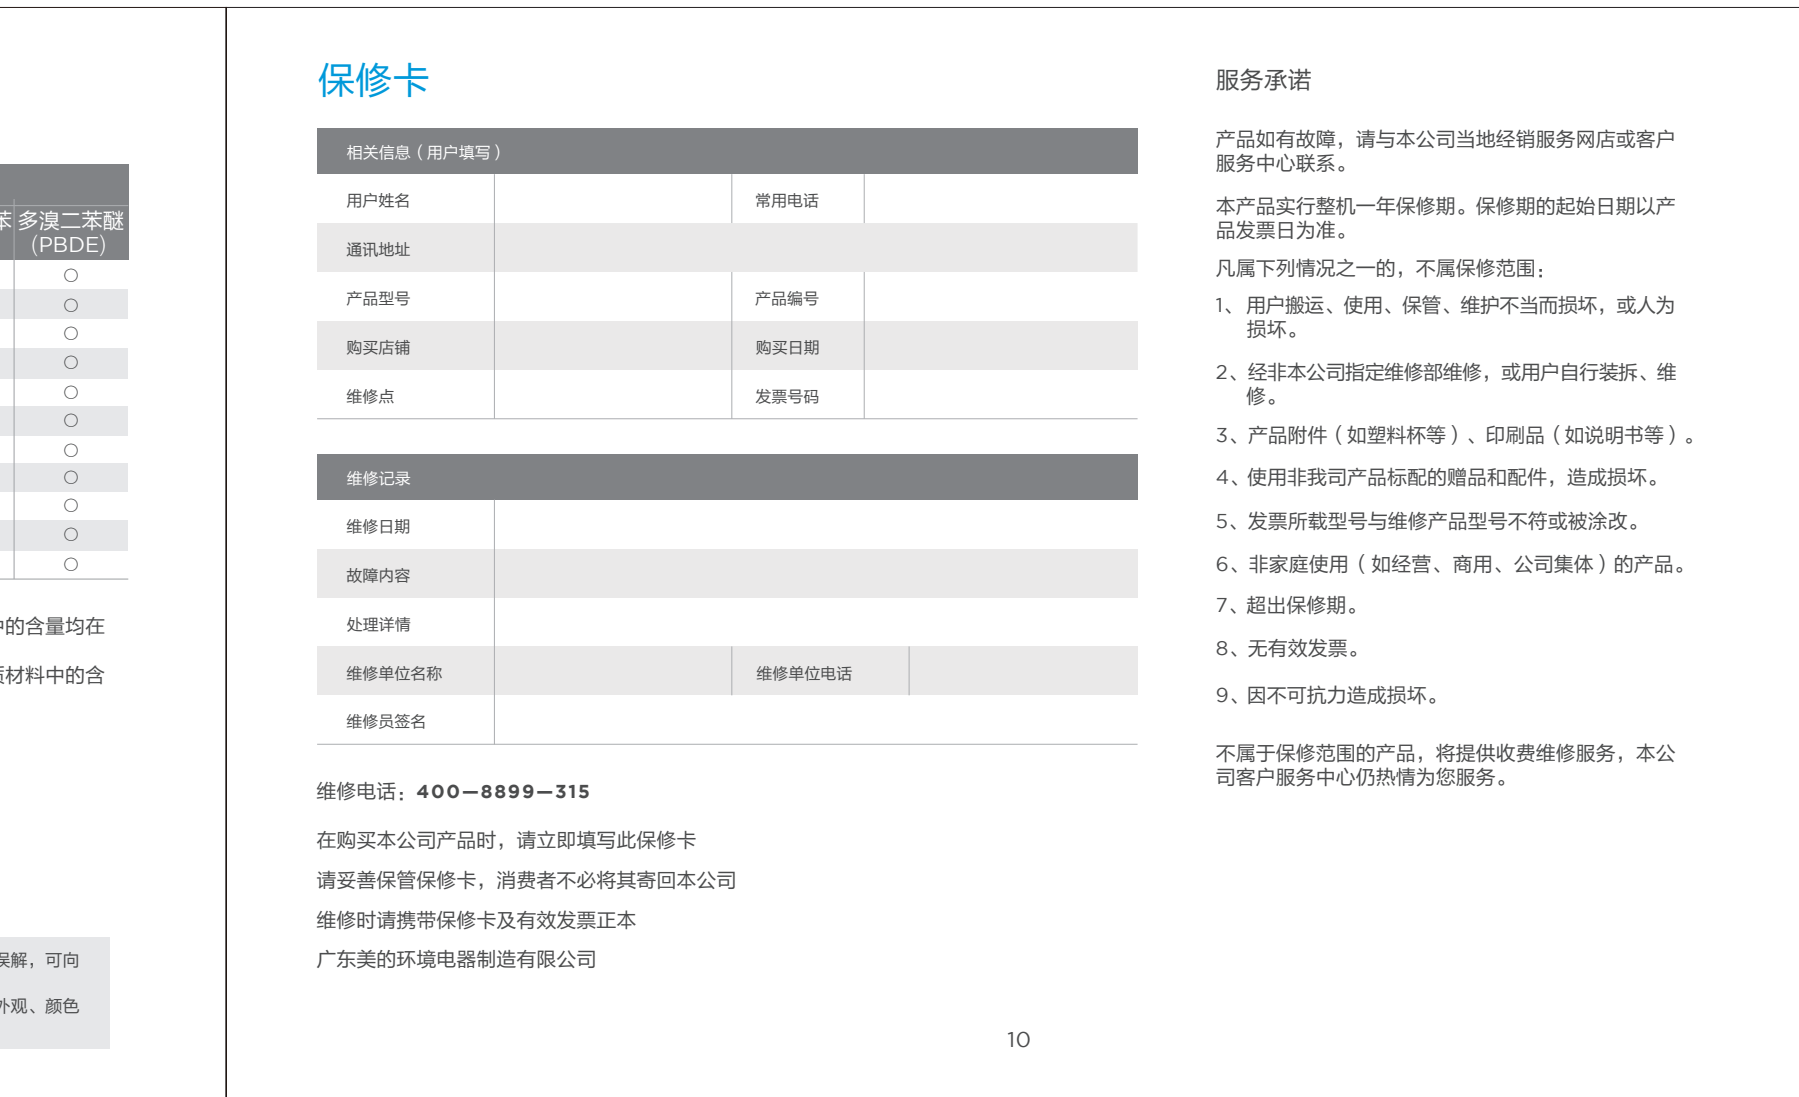 苯 多溴二苯醚
(PBDE)
○
○
○
○
○
○
○
○
○
○
○
中的含量均在
质材料中的含
误解，可向
外观、颜色
保修卡
相关信息（用户填写）
用户姓名 常用电话
通讯地址
产品型号 产品编号
购买店铺 购买日期
维修点 发票号码
维修记录
维修日期
故障内容
处理详情
维修单位名称 维修单位电话
维修员签名
维修电话：400—8899—315
在购买本公司产品时，请立即填写此保修卡
请妥善保管保修卡，消费者不必将其寄回本公司
维修时请携带保修卡及有效发票正本
广东美的环境电器制造有限公司
服务承诺
产品如有故障，请与本公司当地经销服务网店或客户
服务中心联系。
本产品实行整机一年保修期。保修期的起始日期以产
品发票日为准。
凡属下列情况之一的，不属保修范围：
1、用户搬运、使用、保管、维护不当而损坏，或人为
损坏。
2、经非本公司指定维修部维修，或用户自行装拆、维
修。
3、产品附件（如塑料杯等）、印刷品（如说明书等）。
4、使用非我司产品标配的赠品和配件，造成损坏。
5、发票所载型号与维修产品型号不符或被涂改。
6、非家庭使用（如经营、商用、公司集体）的产品。
7、超出保修期。
8、无有效发票。
9、因不可抗力造成损坏。
不属于保修范围的产品，将提供收费维修服务，本公
司客户服务中心仍热情为您服务。
10